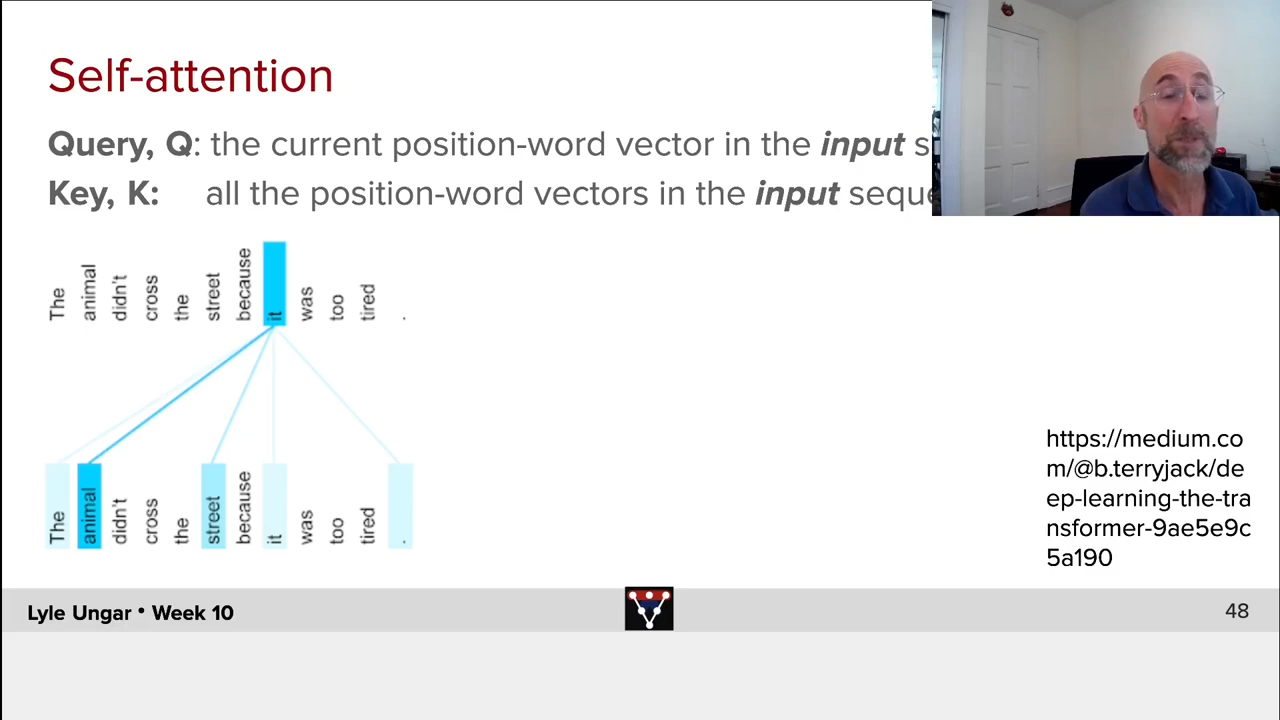 Self-attention
Query, Q: the current position-word vector in the input
Key, K: all the position-word vectors in the input
The animal didn't cross the street because it was too tired .
The animal didn't cross the street because it was too tired .
https://medium.co
m/@b.terryjack/de
ep-learning-the-tra
nsformer-9ae5e9c
5a190
Lyle Ungar • Week 10
48